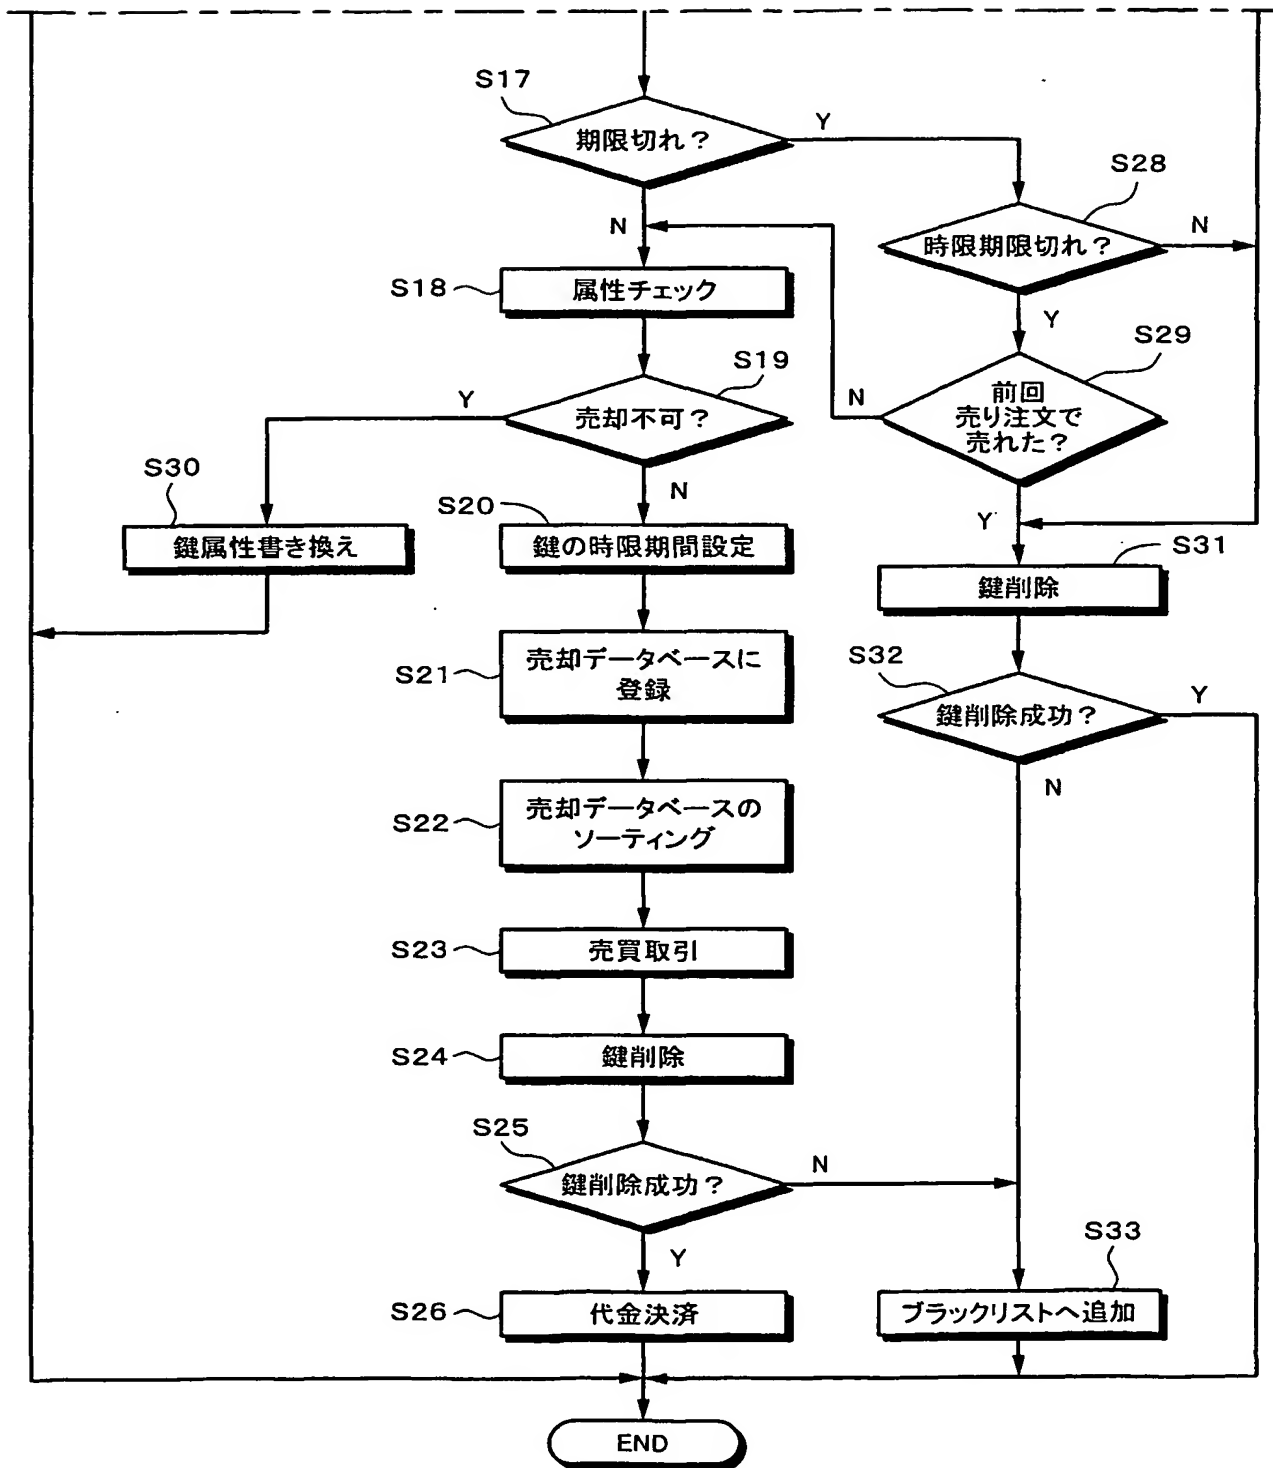 S17
期限切れ？
Y
N
S28
時限期限切れ？
N
Y
S18
属性チェック
S29
前回
売り注文で
売れた？
N
Y
S19
売却不可？
Y
N
S30
鍵属性書き換え
S20
鍵の時限期間設定
S31
鍵削除
S21
売却データベースに
登録
S32
鍵削除成功？
Y
N
S22
売却データベースの
ソーティング
S23
売買取引
S24
鍵削除
S25
鍵削除成功？
N
Y
S26
代金決済
S33
ブラックリストへ追加
END